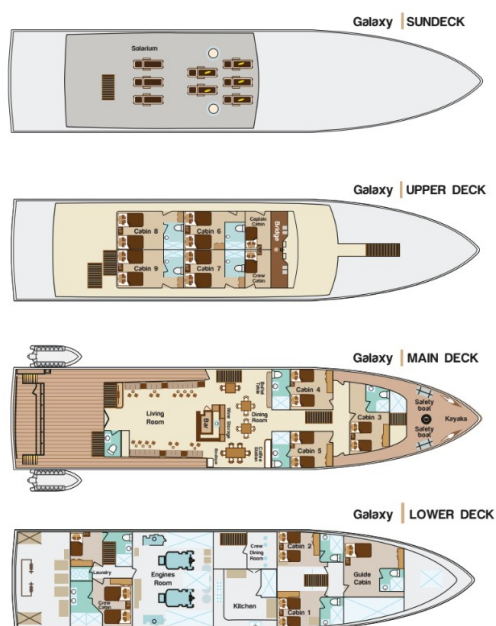 Galaxy | SUNDECK
Solarium
Galaxy | UPPER DECK
Captain
Cabin
Cabin 8
Cabin 6
Bridge
Cabin 9
Cabin 7
Crew
Cabin
Galaxy | MAIN DECK
Buffet
Table
Cabin 4
Living
Room
Bar
Dining
Room
Cabin 3
Safety
boat
Kayaks
Safety
boat
Cabin 5
Galaxy | LOWER DECK
Crew
Dining
Room
Cabin 2
Laundry
Engines
Room
Guide
Cabin
Crew
Cabin
Kitchen
Cabin 1